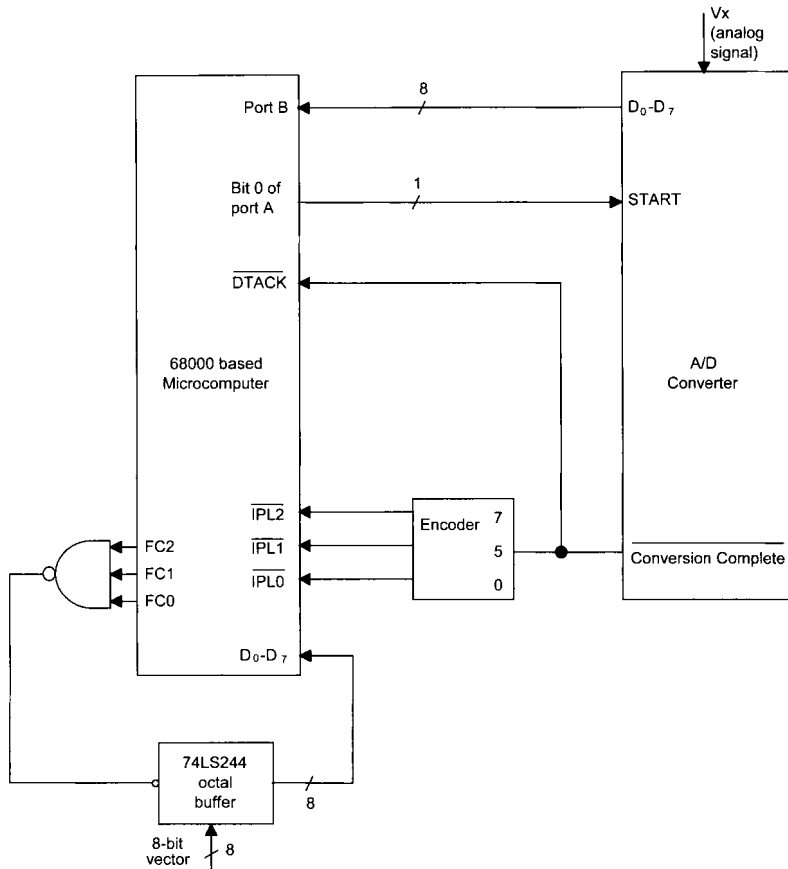 Vx
(analog
signal)
Port B
8
D₀-D₇
Bit 0 of
port A
1
START
DTACK
68000 based
Microcomputer
A/D
Converter
IPL2
IPL1
IPL0
Encoder
7
5
0
Conversion Complete
FC2
FC1
FC0
D₀-D₇
74LS244
octal
buffer
8
8-bit
vector
8